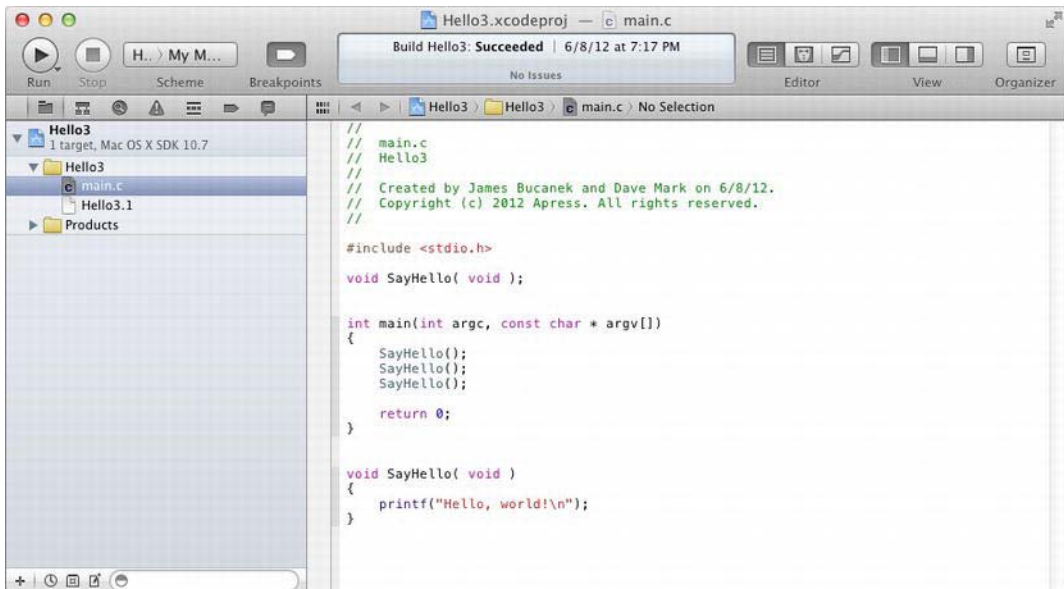 Hello3.xcodeproj — c main.c
H.. › My M...
Build Hello3: Succeeded | 6/8/12 at 7:17 PM
No Issues
Run Stop Scheme Breakpoints Editor View Organizer
Hello3 › Hello3 › c main.c › No Selection
Hello3
1 target, Mac OS X SDK 10.7
Hello3
c main.c
Hello3.1
Products
//
//  main.c
//  Hello3
//
//  Created by James Bucanek and Dave Mark on 6/8/12.
//  Copyright (c) 2012 Apress. All rights reserved.
//
#include <stdio.h>
void SayHello( void );
int main(int argc, const char * argv[])
{
    SayHello();
    SayHello();
    SayHello();
    return 0;
}
void SayHello( void )
{
    printf("Hello, world!\n");
}